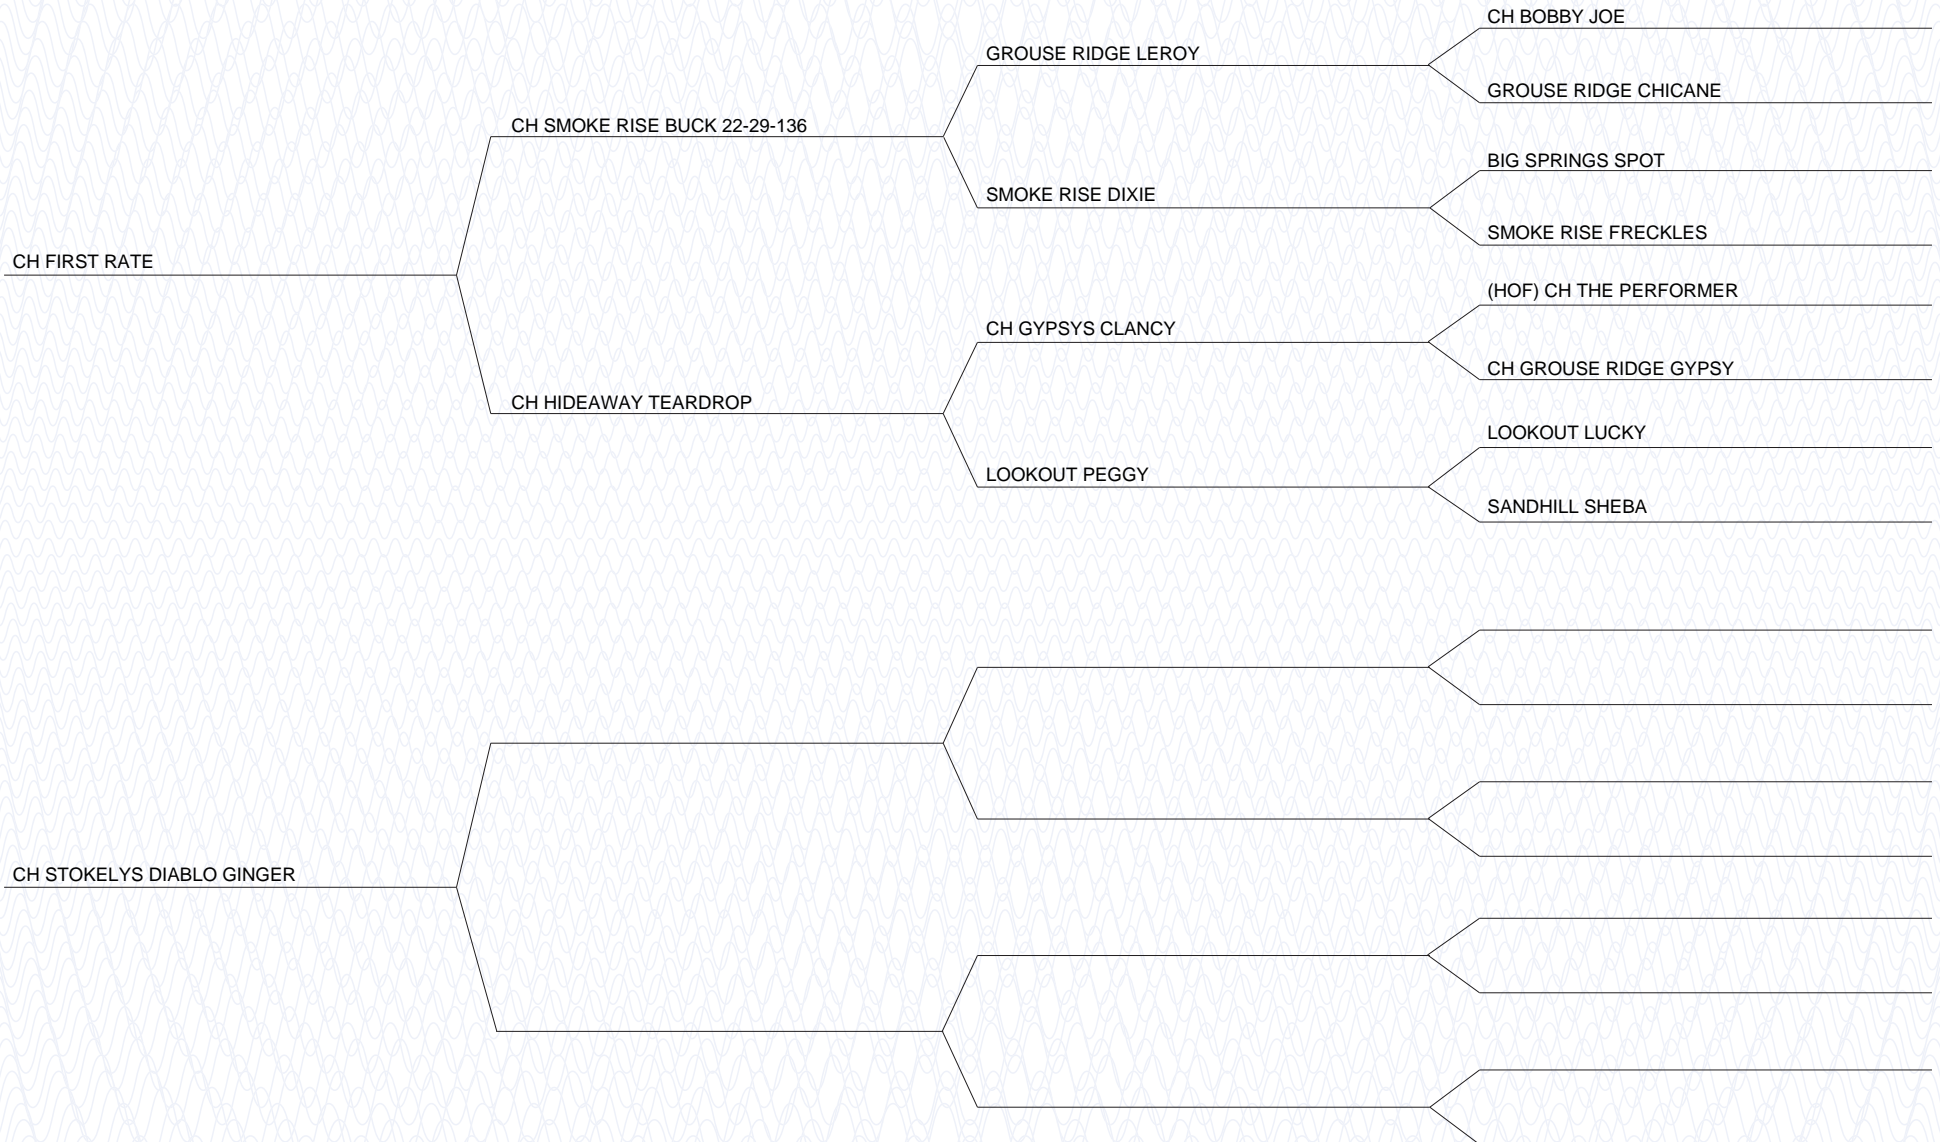 CH BOBBY JOE
GROUSE RIDGE LEROY
GROUSE RIDGE CHICANE
CH SMOKE RISE BUCK 22-29-136
BIG SPRINGS SPOT
SMOKE RISE DIXIE
SMOKE RISE FRECKLES
CH FIRST RATE
(HOF) CH THE PERFORMER
CH GYPSYS CLANCY
CH GROUSE RIDGE GYPSY
CH HIDEAWAY TEARDROP
LOOKOUT LUCKY
LOOKOUT PEGGY
SANDHILL SHEBA
CH STOKELYS DIABLO GINGER